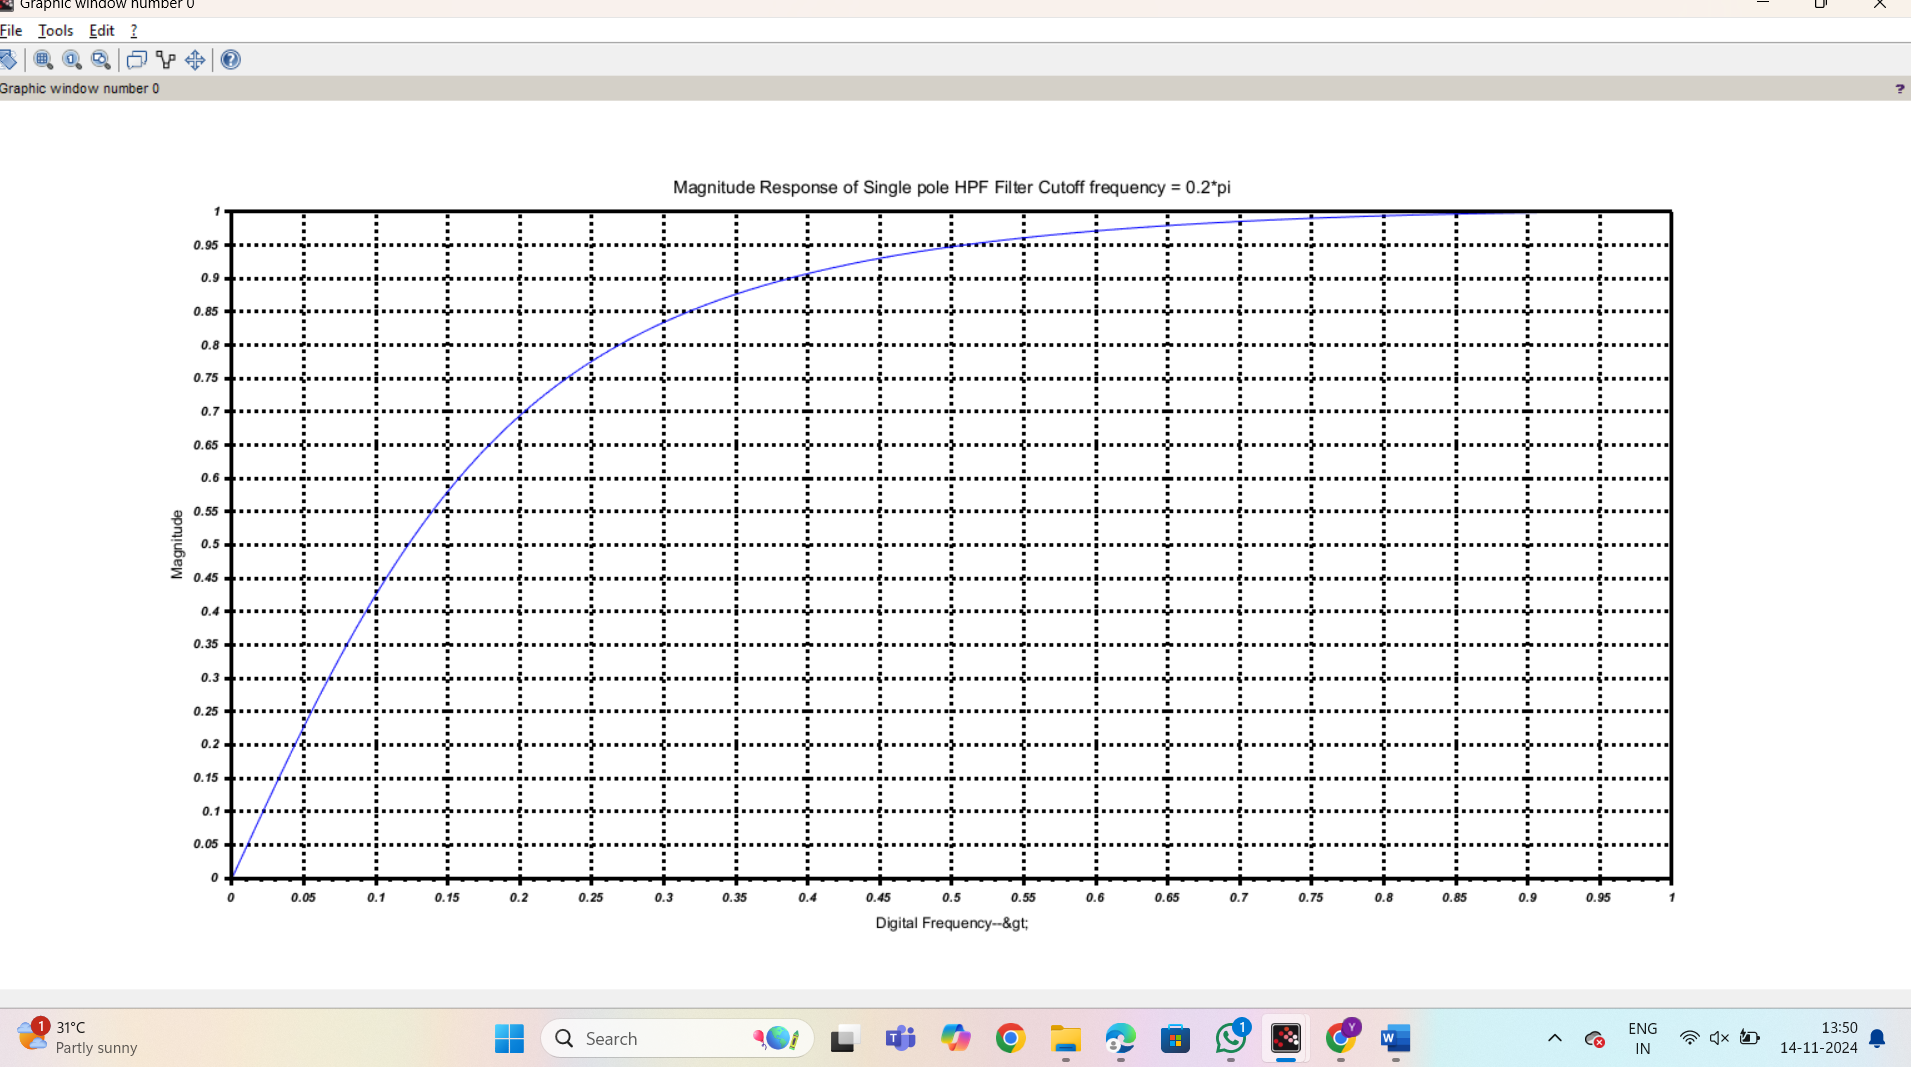 Graphic window number 0
File Tools Edit ?
Graphic window number 0
?
Magnitude Response of Single pole HPF Filter Cutoff frequency = 0.2*pi
1
0.95
0.9
0.85
0.8
0.75
0.7
0.65
0.6
0.55
0.5
0.45
0.4
0.35
0.3
0.25
0.2
0.15
0.1
0.05
0
Magnitude
0 0.05 0.1 0.15 0.2 0.25 0.3 0.35 0.4 0.45 0.5 0.55 0.6 0.65 0.7 0.75 0.8 0.85 0.9 0.95 1
Digital Frequency--&gt;
1
31°C
Partly sunny
Search
T
1
Y
W
ENG
IN
13:50
14-11-2024